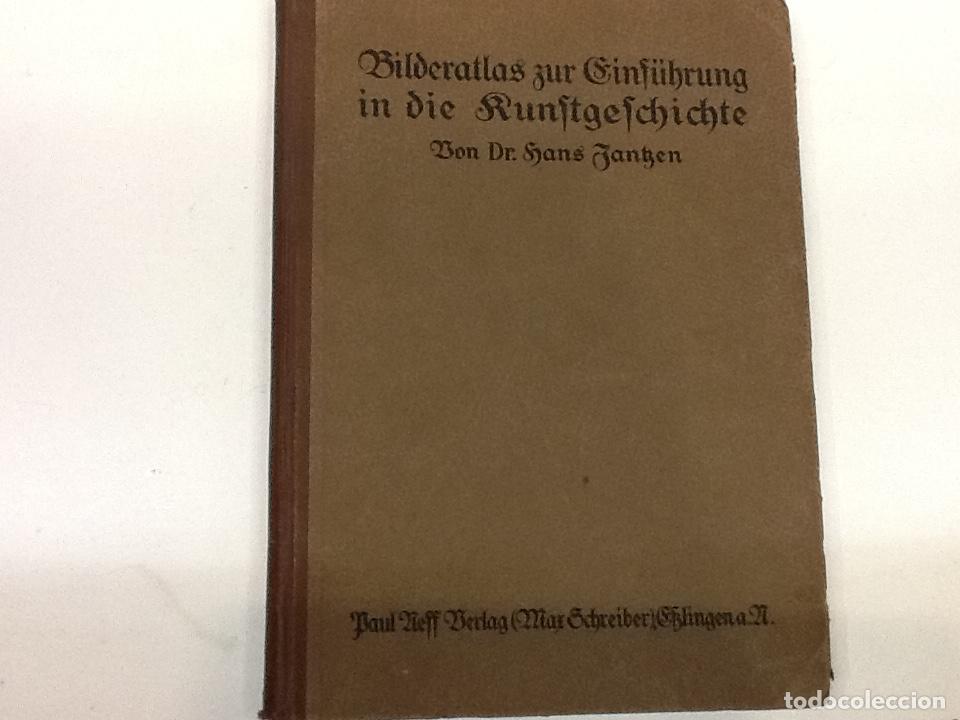 Bilderatlas zur Einführung
in die Kunſtgeſchichte
Von Dr. Hans Jantzen
Paul Neff Verlag (Max Schreiber), Eßlingen a. N.
todocoleccion